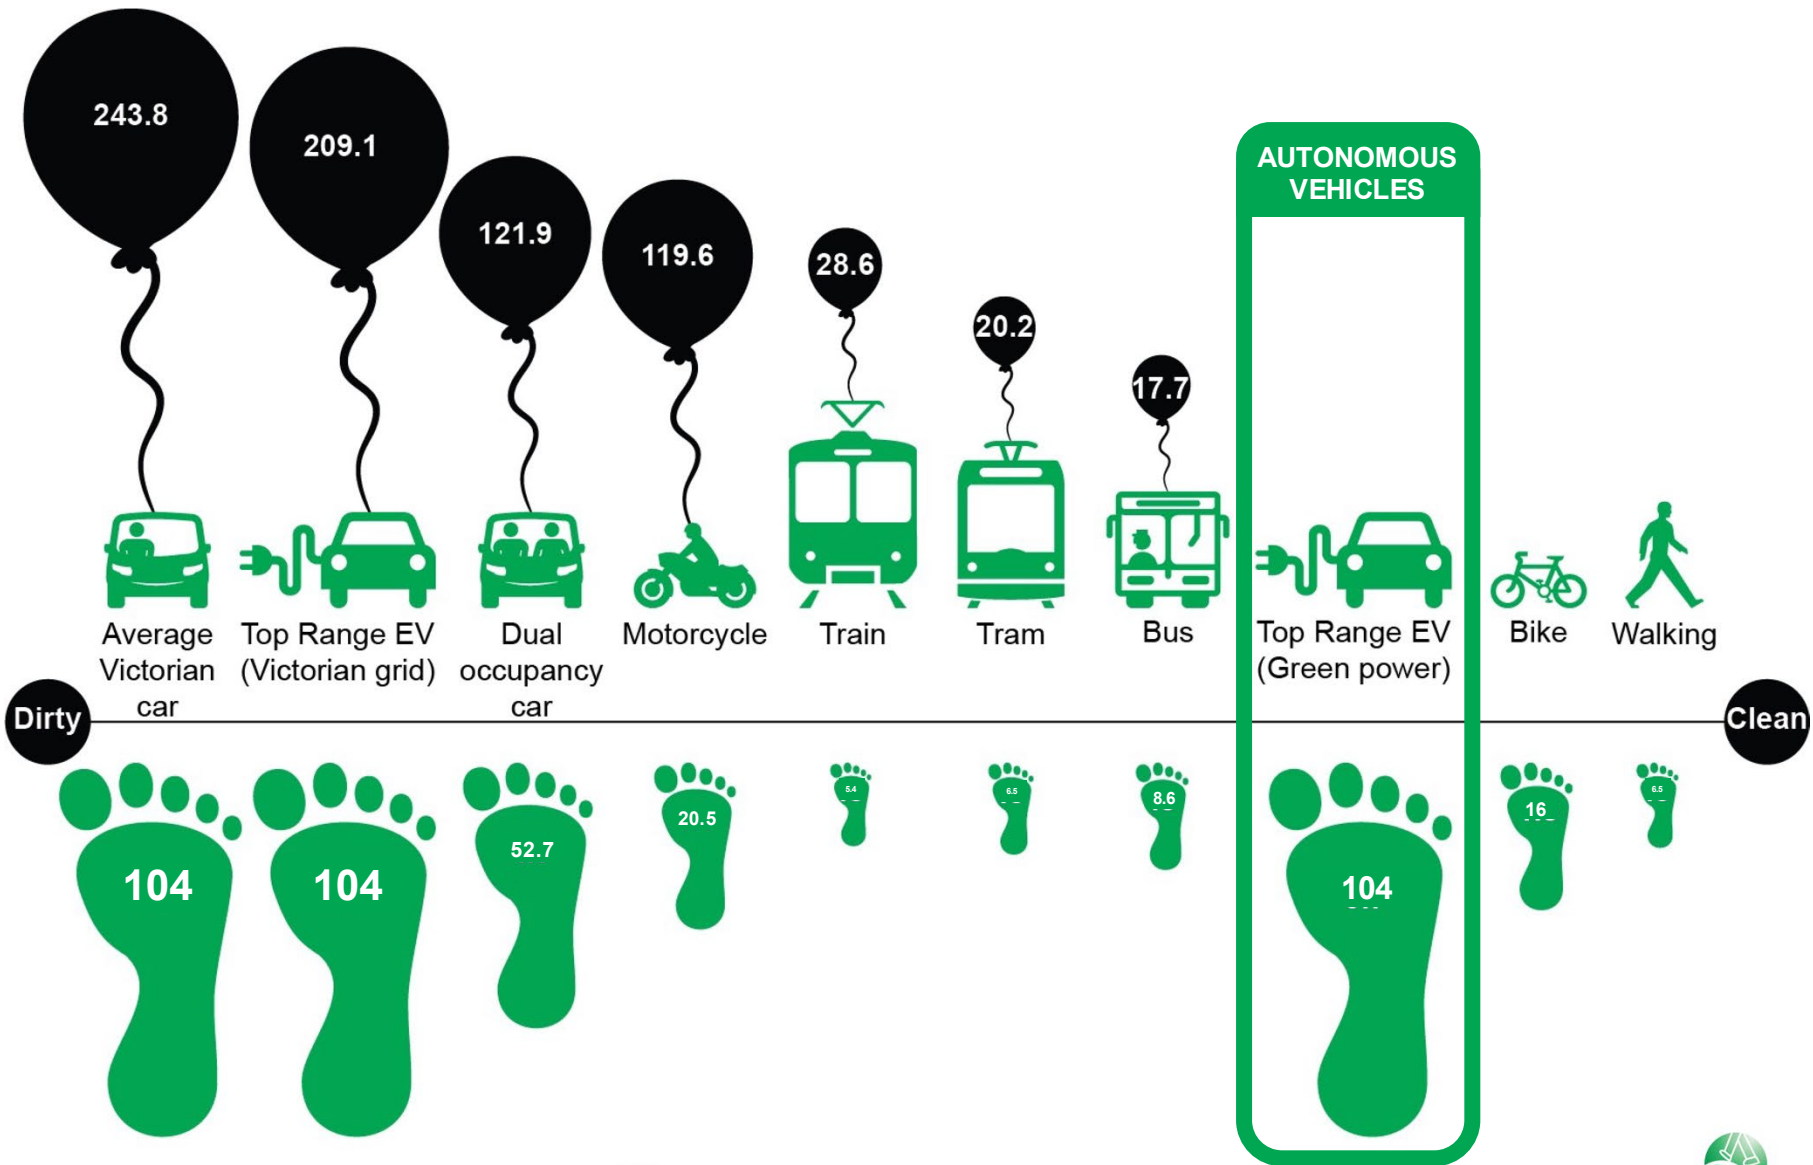 243.8
209.1
121.9
119.6
28.6
20.2
17.7
AUTONOMOUS
VEHICLES
Average
Victorian
car
Top Range EV
(Victorian grid)
Dual
occupancy
car
Motorcycle
Train
Tram
Bus
Top Range EV
(Green power)
Bike
Walking
Dirty
Clean
104
104
52.7
20.5
5.4
6.5
8.6
104
16
6.5